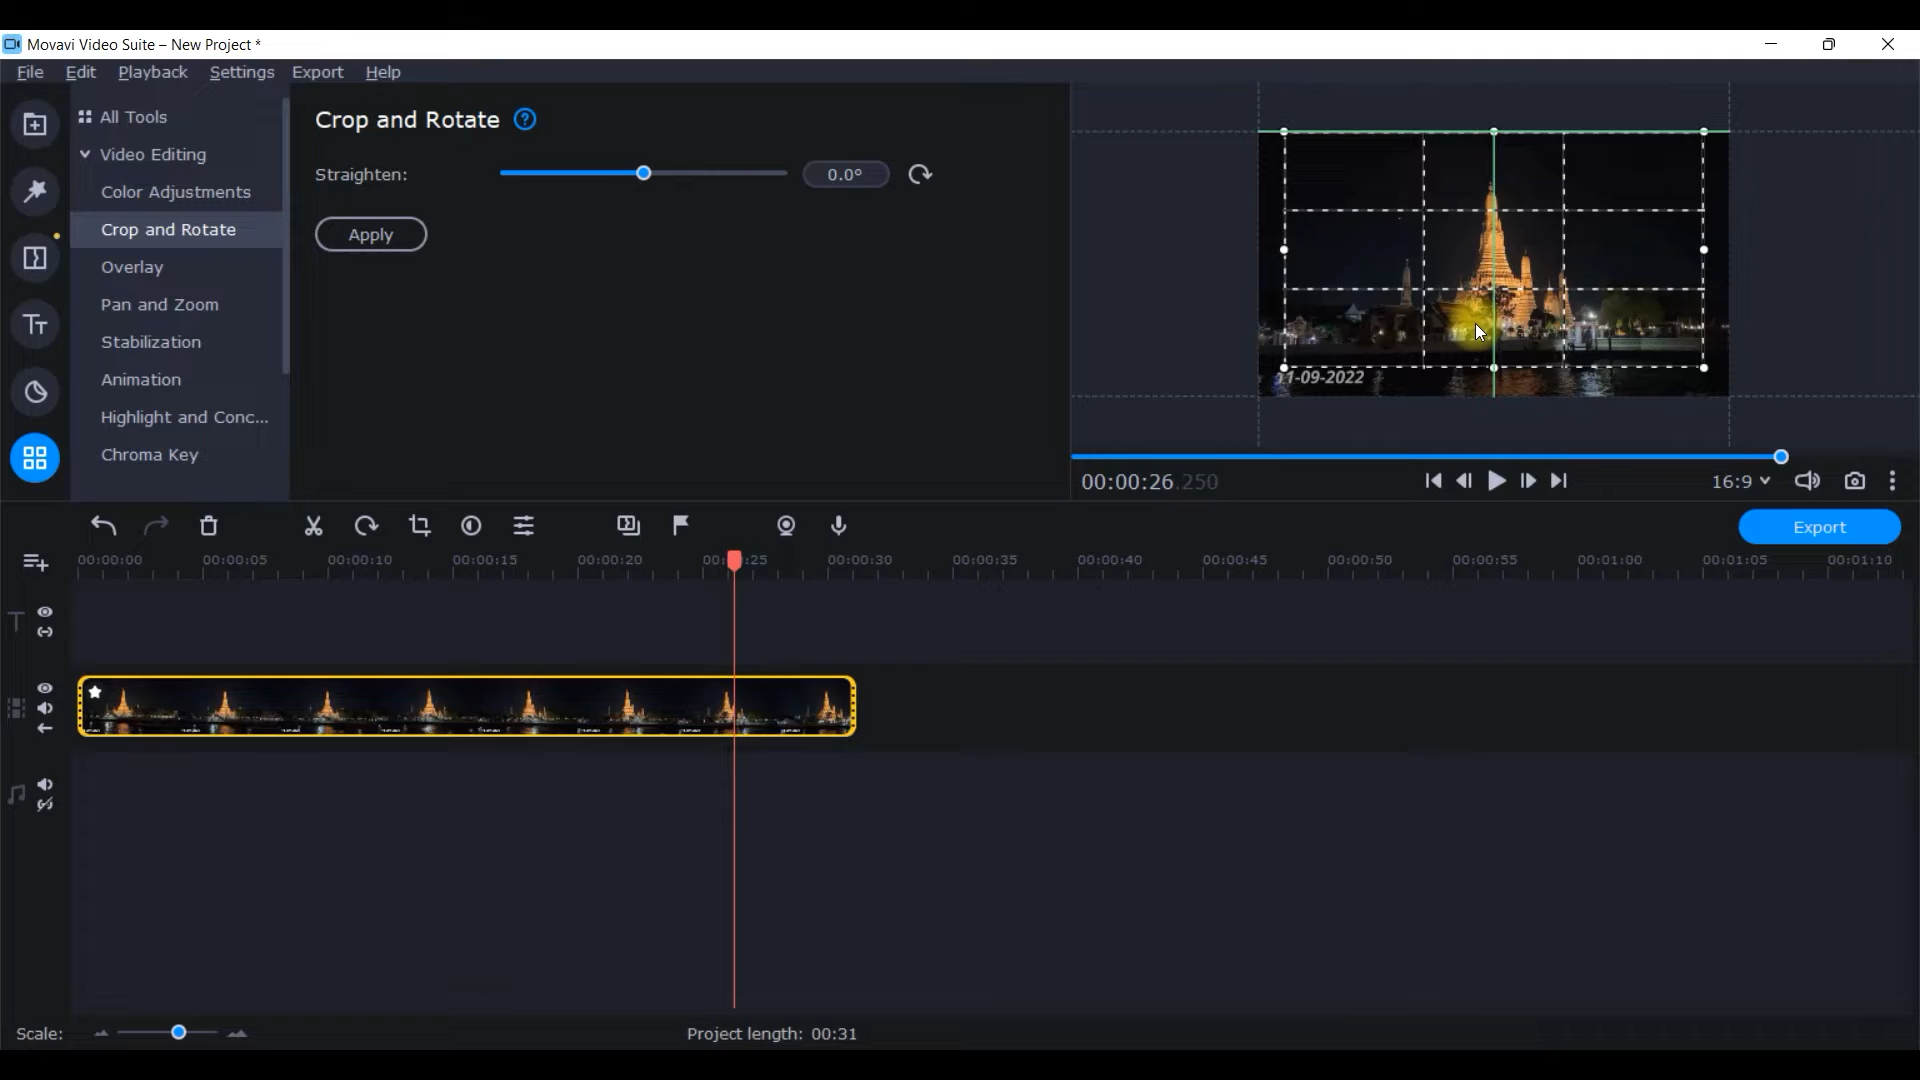 Movavi Video Suite – New Project *
File Edit Playback Settings Export Help
All Tools
Video Editing
Color Adjustments
Crop and Rotate
Overlay
Pan and Zoom
Stabilization
Animation
Highlight and Conc...
Chroma Key
Crop and Rotate ?
Straighten: 0.0°
Apply
11-09-2022
00:00:26.250
16:9
Export
00:00:00 00:00:05 00:00:10 00:00:15 00:00:20 00:00:30 00:00:35 00:00:40 00:00:45 00:00:50 00:00:55 00:01:00 00:01:05 00:01:10
Scale: Project length: 00:31